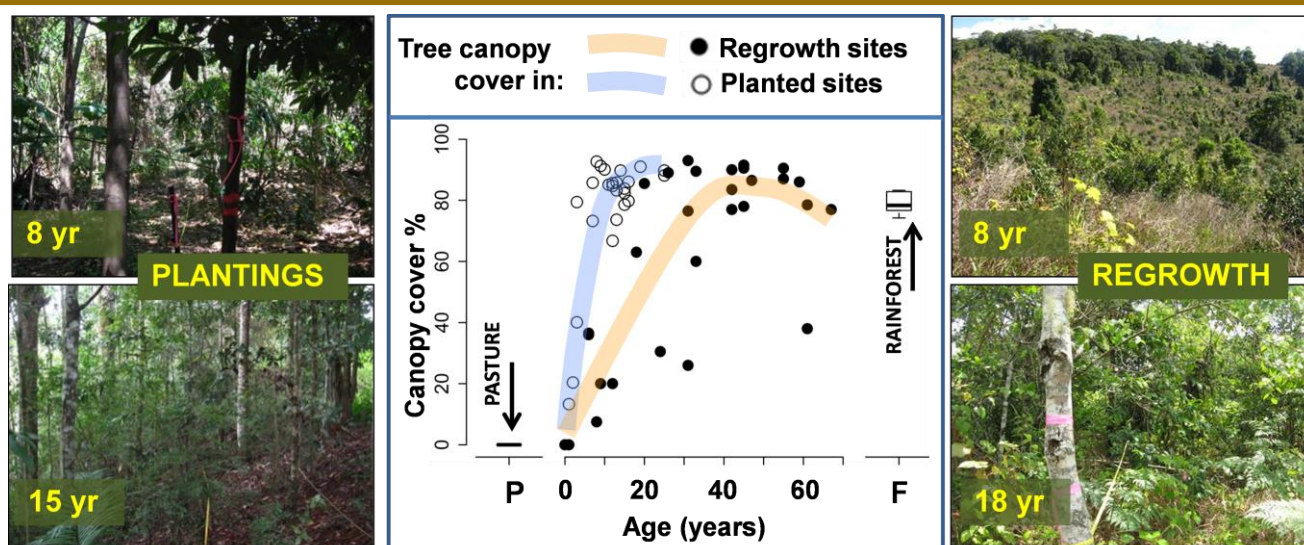 8 yr
PLANTINGS
15 yr
Tree canopy
cover in:
Regrowth sites
Planted sites
Canopy cover %
100
80
60
40
20
0
PASTURE
RAINFOREST
P
0
20
40
60
F
Age (years)
8 yr
REGROWTH
18 yr